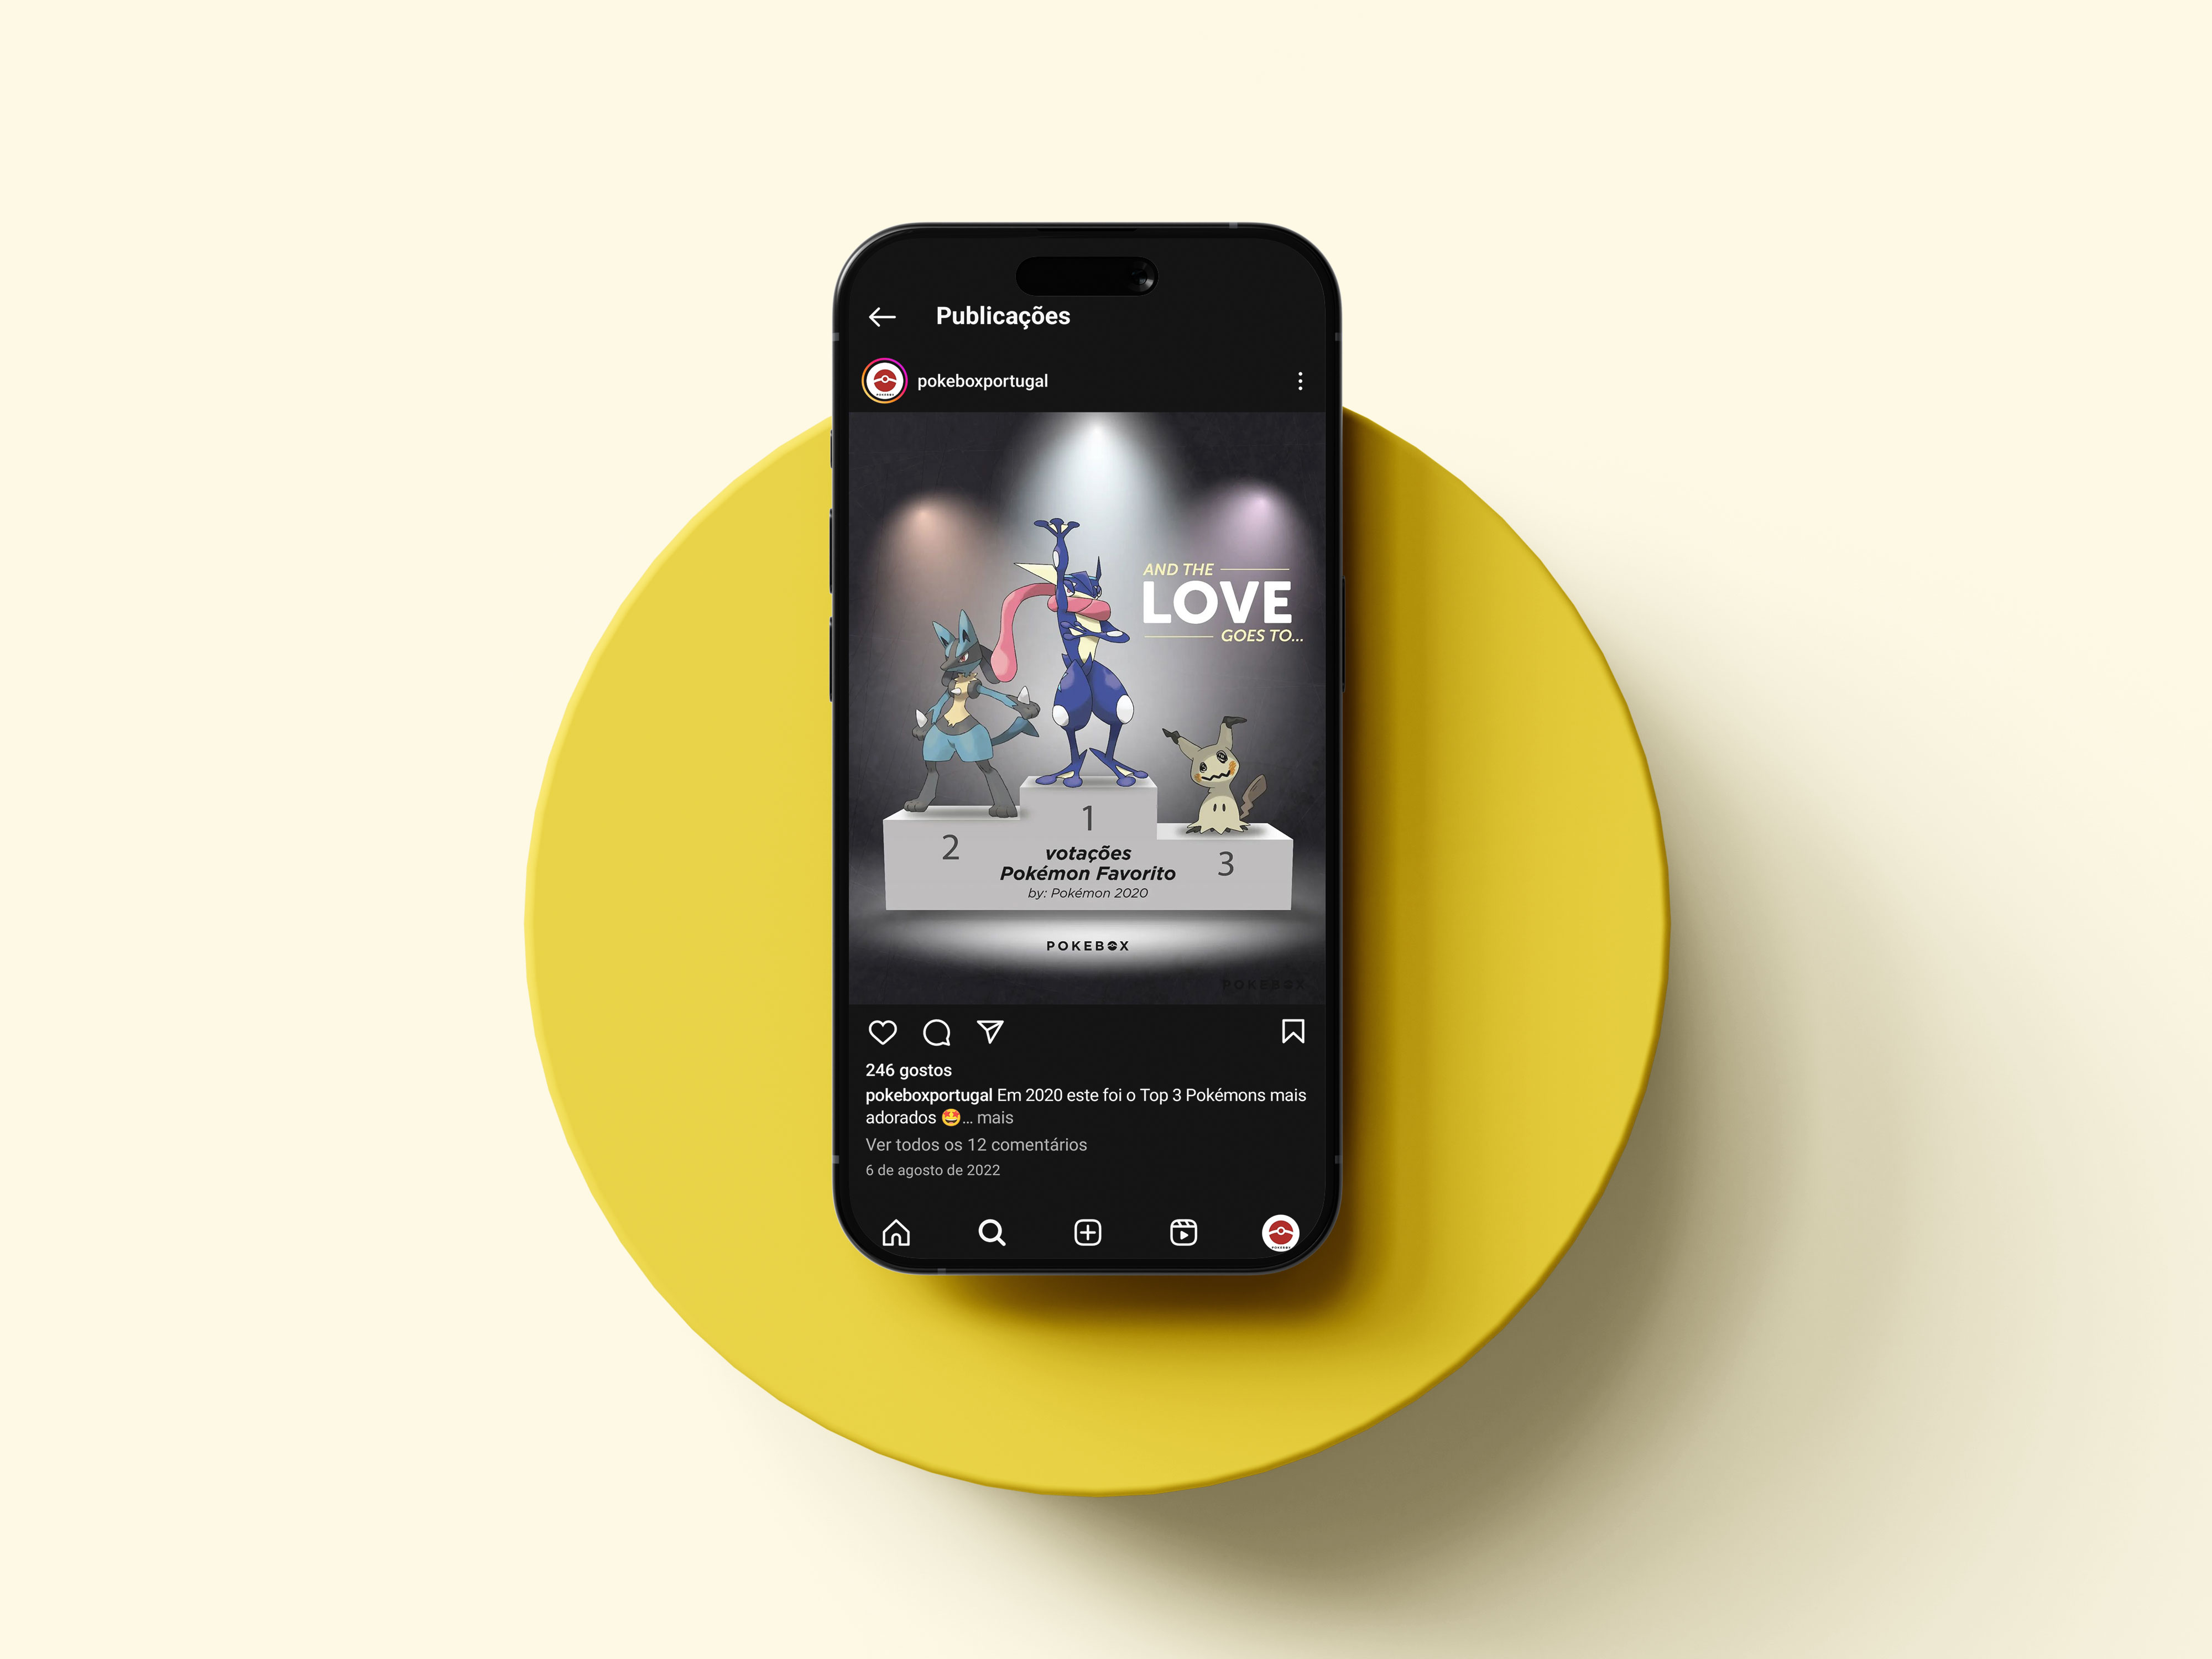 Publicações
pokeboxportugal
AND THE
LOVE
GOES TO...
1
2
3
votações
Pokémon Favorito
by: Pokémon 2020
POKEBOX
POKEBOX
246 gostos
pokeboxportugal Em 2020 este foi o Top 3 Pokémons mais
adorados 🤩... mais
Ver todos os 12 comentários
6 de agosto de 2022